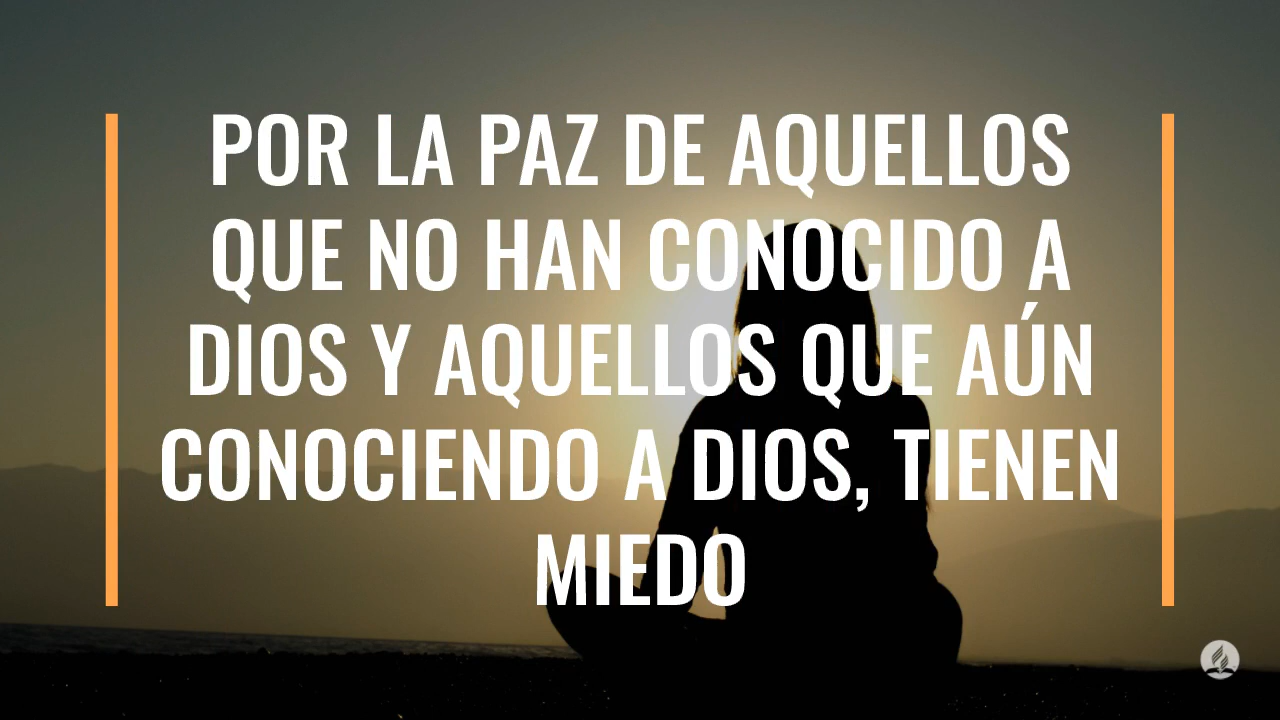 POR LA PAZ DE AQUELLOS
QUE NO HAN CONOCIDO A
DIOS Y AQUELLOS QUE AÚN
CONOCIENDO A DIOS, TIENEN
MIEDO